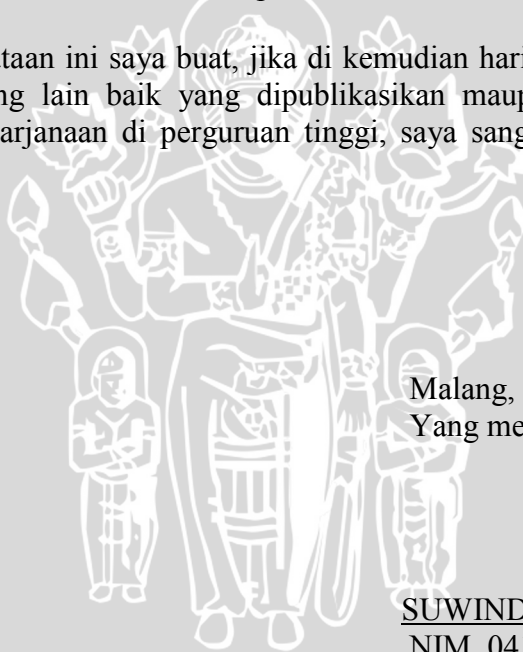 taan ini saya buat, jika di kemudian hari
ng lain baik yang dipublikasikan maup
arjanaan di perguruan tinggi, saya sang
Malang,
Yang me
SUWIND
NIM. 04